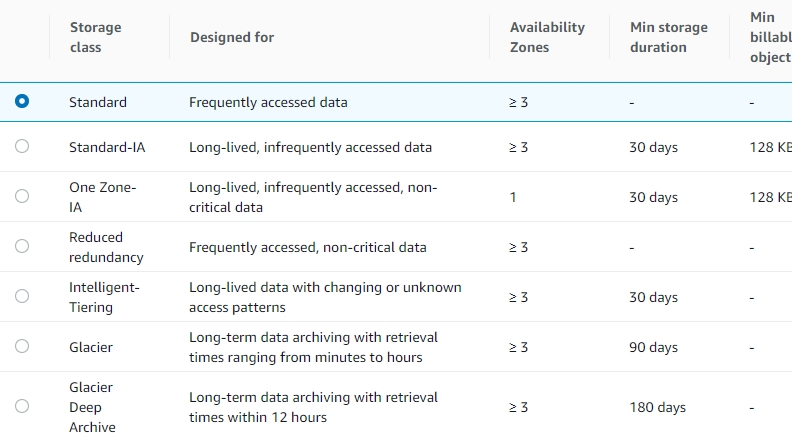 Storage class Designed for Availability Zones Min storage duration Min object
Standard Frequently accessed data ≥ 3 - -
Standard-IA Long-lived, infrequently accessed data ≥ 3 30 days 128
One Zone-IA Long-lived, infrequently accessed, non-critical data 1 30 days 128
Reduced redundancy Frequently accessed, non-critical data ≥ 3 - -
Intelligent-Tiering Long-lived data with changing or unknown access patterns ≥ 3 30 days -
Glacier Long-term data archiving with retrieval times ranging from minutes to hours ≥ 3 90 days -
Glacier Deep Archive Long-term data archiving with retrieval times within 12 hours ≥ 3 180 days -